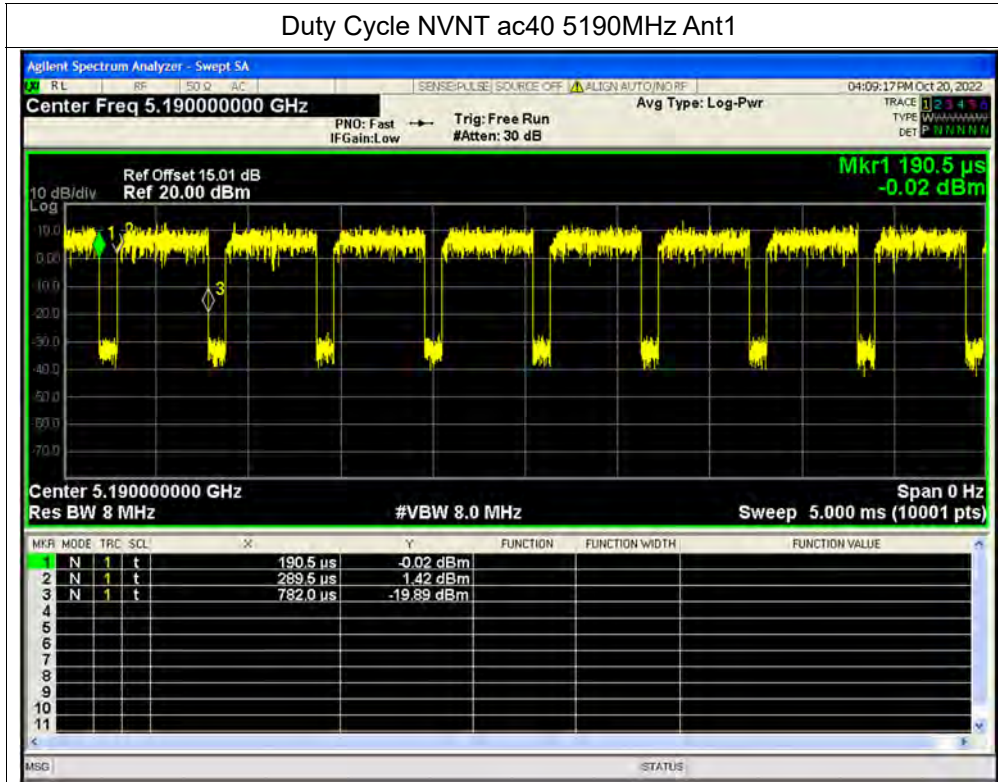 Duty Cycle NVNT ac40 5190MHz Ant1
Agilent Spectrum Analyzer - Swept SA
RL RF 50 Ω AC SENSE:PULSE SOURCE OFF ALIGN AUTO/NO RF 04:09:17 PM Oct 20, 2022
Center Freq 5.190000000 GHz Avg Type: Log-Pwr TRACE 1 2 3 4 5 6
PNO: Fast Trig: Free Run TYPE
IFGain:Low #Atten: 30 dB DET P N N N N N
Mkr1 190.5 µs
Ref Offset 15.01 dB
10 dB/div Ref 20.00 dBm -0.02 dBm
Log
10.0
1 2
0.00
-10.0
3
-20.0
-30.0
-40.0
-50.0
-60.0
-70.0
Center 5.190000000 GHz Span 0 Hz
Res BW 8 MHz #VBW 8.0 MHz Sweep 5.000 ms (10001 pts)
MKR MODE TRC SCL X Y FUNCTION FUNCTION WIDTH FUNCTION VALUE
1 N 1 t 190.5 µs -0.02 dBm
2 N 1 t 289.5 µs 1.42 dBm
3 N 1 t 782.0 µs -19.89 dBm
4
5
6
7
8
9
10
11
MSG STATUS